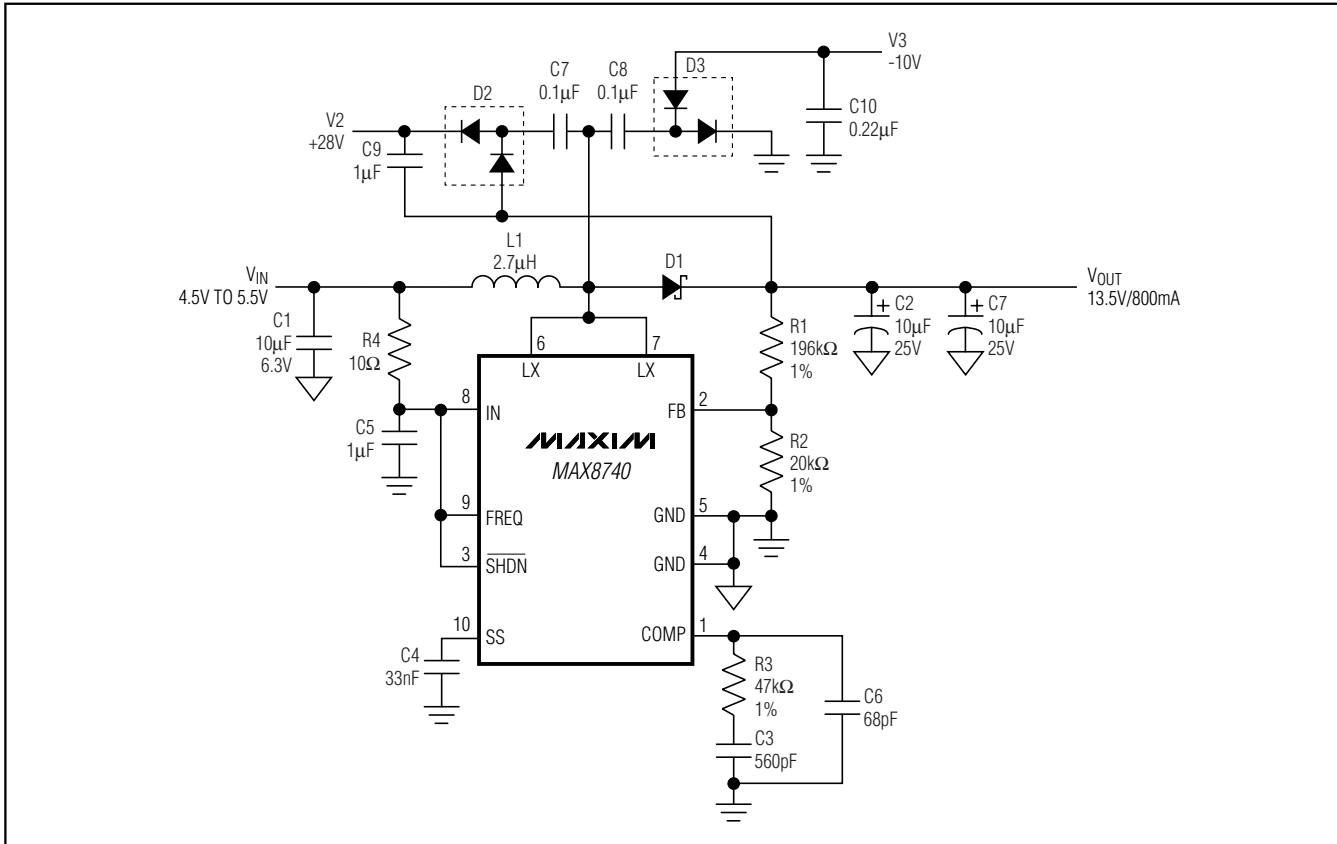 V3
-10V
C7
0.1µF
C8
0.1µF
D3
D2
C10
0.22µF
V2
+28V
C9
1µF
L1
2.7µH
D1
VIN
4.5V TO 5.5V
VOUT
13.5V/800mA
C1
10µF
6.3V
R4
10Ω
C2
10µF
25V
C7
10µF
25V
R1
196kΩ
1%
6
7
LX
LX
8
IN
2
FB
C5
1µF
MAXIM
MAX8740
R2
20kΩ
1%
9
FREQ
5
GND
3
SHDN
4
GND
10
SS
1
COMP
C4
33nF
R3
47kΩ
1%
C6
68pF
C3
560pF
+
+